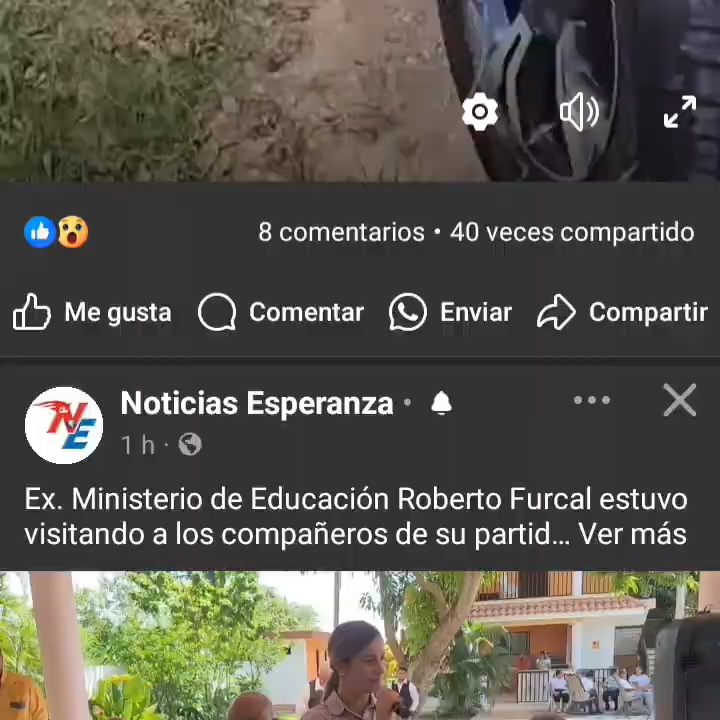 8 comentarios • 40 veces compartido
Me gusta Comentar Enviar Compartir
NE
Noticias Esperanza •
1 h ·
Ex. Ministerio de Educación Roberto Furcal estuvo
visitando a los compañeros de su partid... Ver más